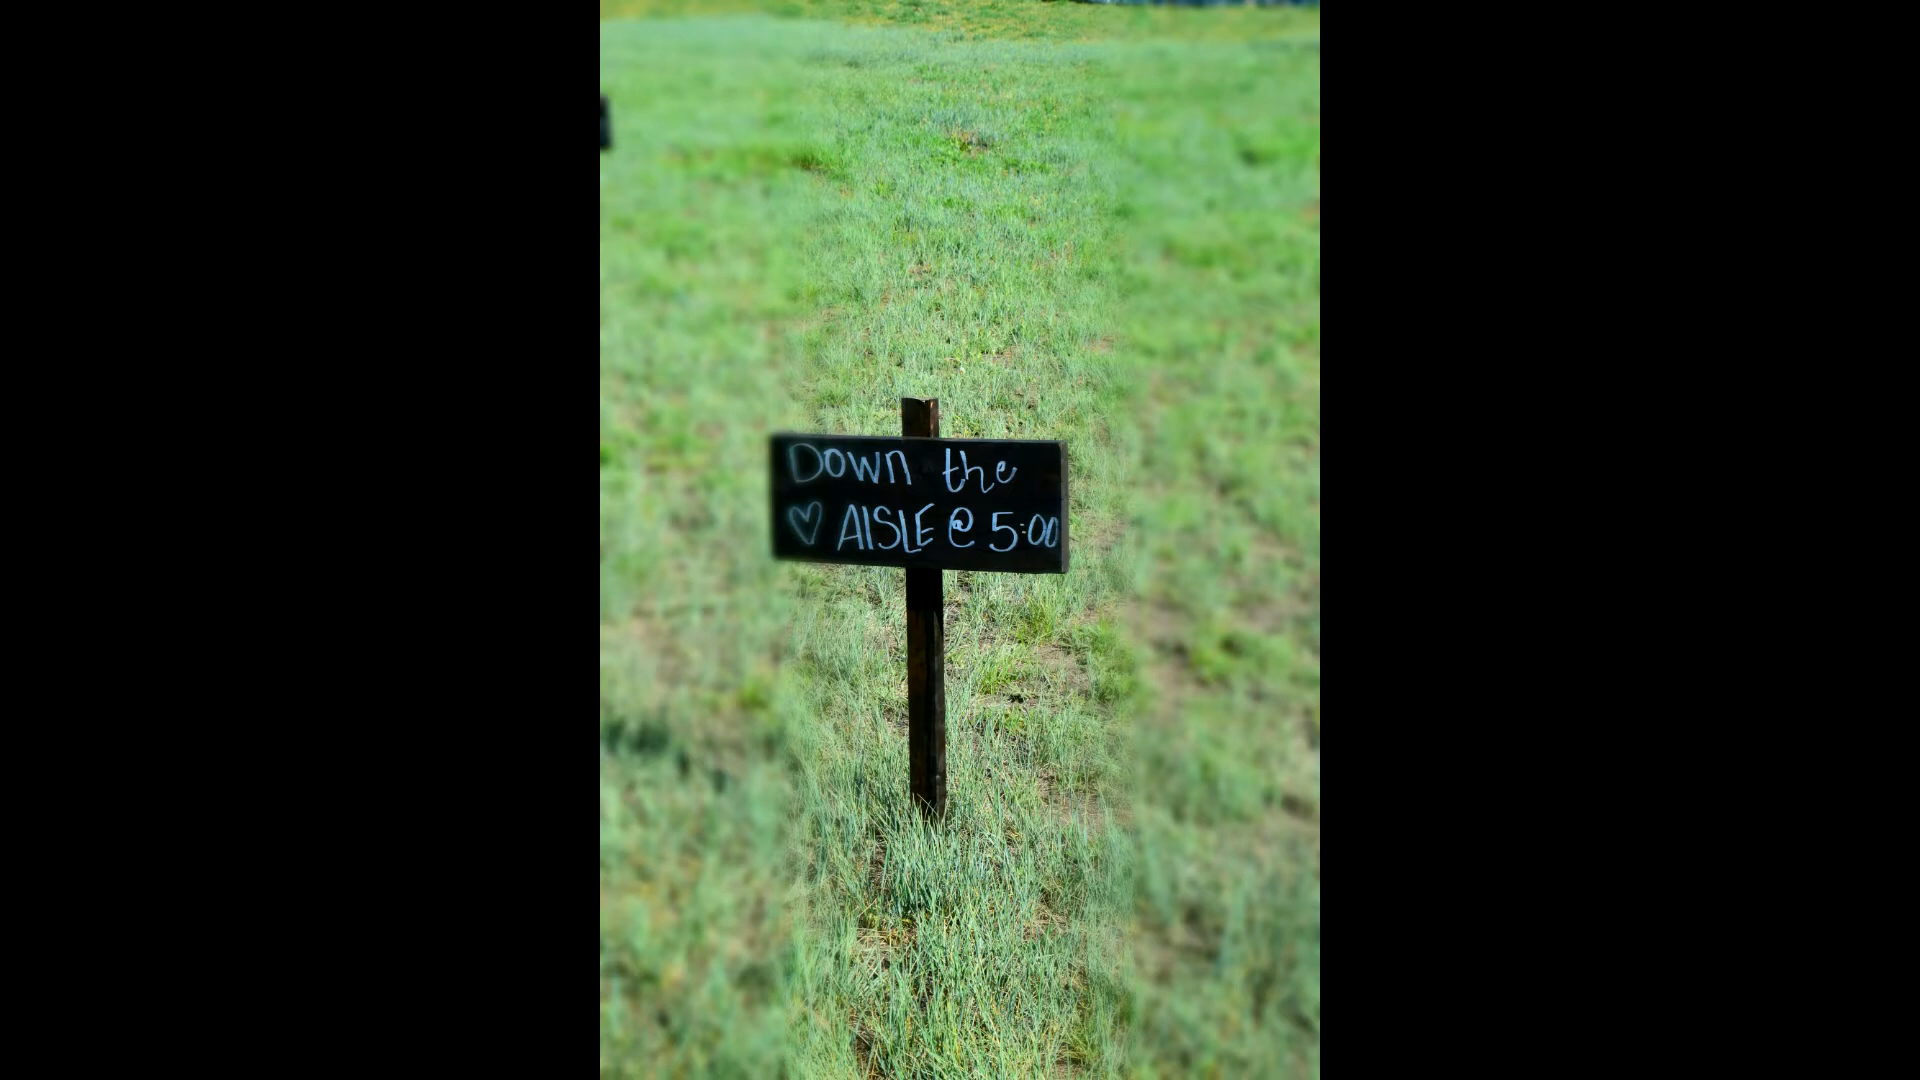 Down the
♡ AISLE @ 5:00